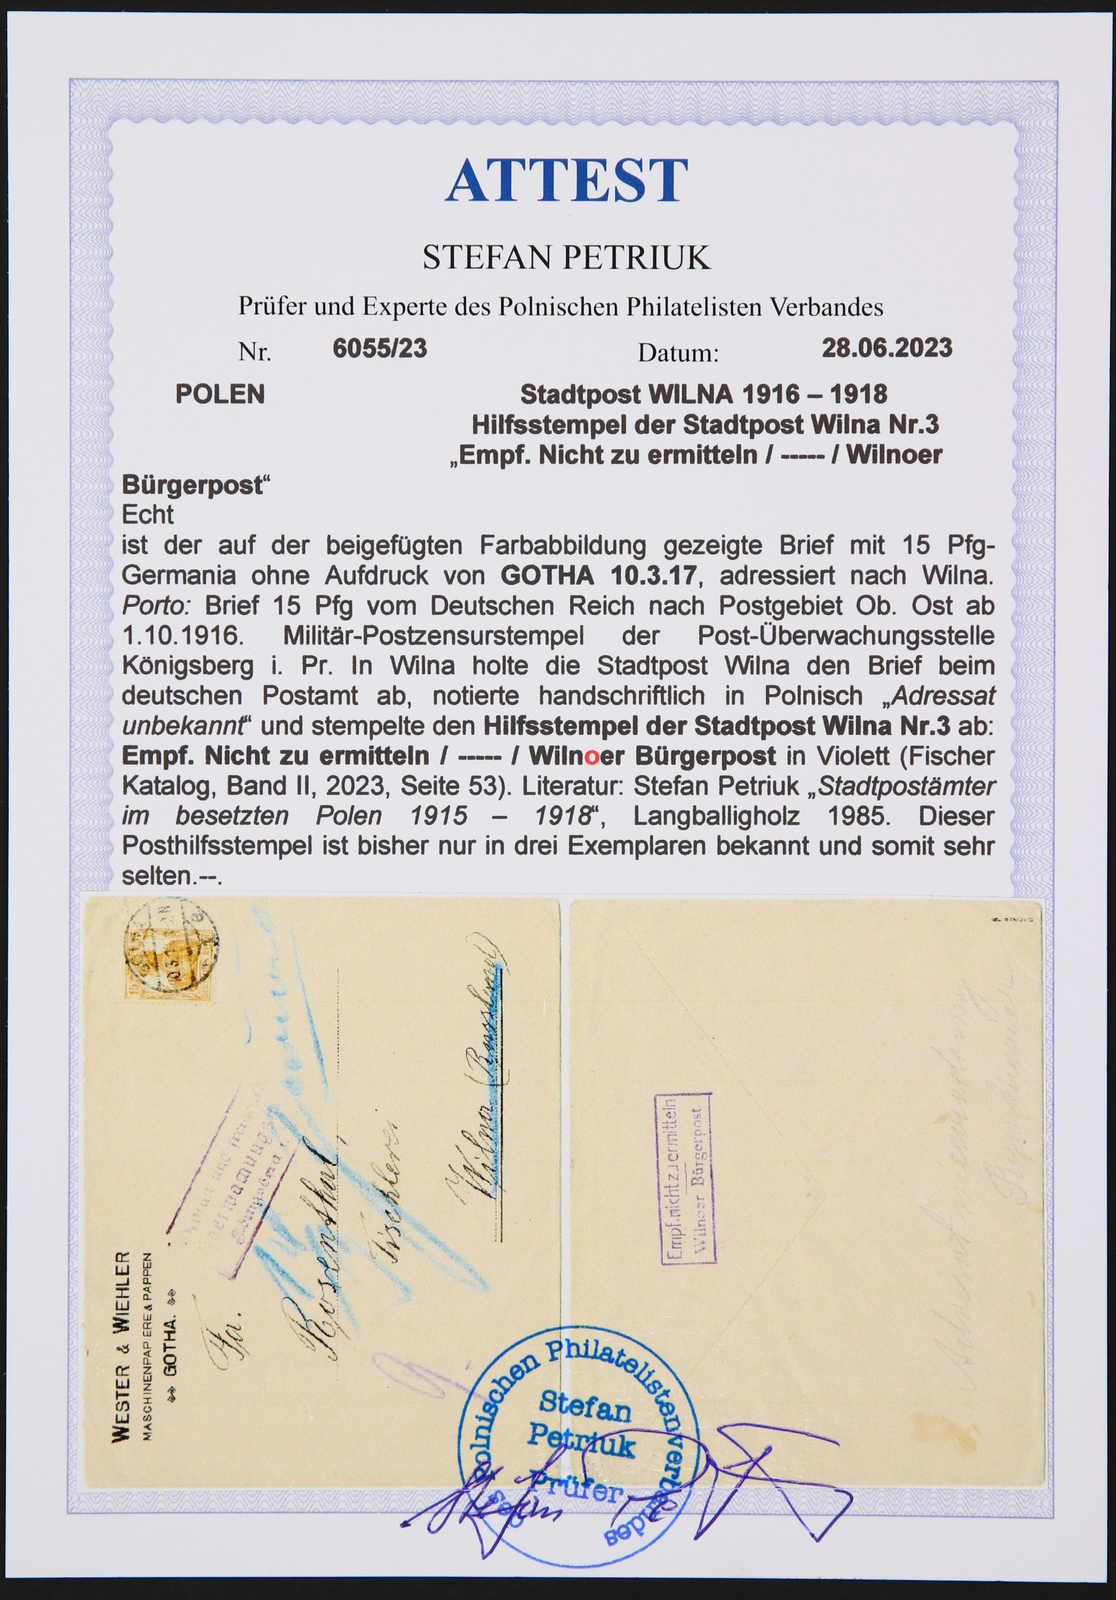 ATTEST
STEFAN PETRIUK
Prüfer und Experte des Polnischen Philatelisten Verbandes
Nr. 6055/23 Datum: 28.06.2023
POLEN Stadtpost WILNA 1916 – 1918
Hilfsstempel der Stadtpost Wilna Nr.3
„Empf. Nicht zu ermitteln / ----- / Wilnoer
Bürgerpost“
Echt
ist der auf der beigefügten Farbabbildung gezeigte Brief mit 15 Pfg-
Germania ohne Aufdruck von GOTHA 10.3.17, adressiert nach Wilna.
Porto: Brief 15 Pfg vom Deutschen Reich nach Postgebiet Ob. Ost ab
1.10.1916. Militär-Postzensurstempel der Post-Überwachungsstelle
Königsberg i. Pr. In Wilna holte die Stadtpost Wilna den Brief beim
deutschen Postamt ab, notierte handschriftlich in Polnisch „Adressat
unbekannt“ und stempelte den Hilfsstempel der Stadtpost Wilna Nr.3 ab:
Empf. Nicht zu ermitteln / ----- / Wilnoer Bürgerpost in Violett (Fischer
Katalog, Band II, 2023, Seite 53). Literatur: Stefan Petriuk „Stadtpostämter
im besetzten Polen 1915 – 1918“, Langballigholz 1985. Dieser
Posthilfsstempel ist bisher nur in drei Exemplaren bekannt und somit sehr
selten.--.
WESTER & WIEHLER
MASCHINENPAPIERE & PAPPEN
GOTHA.
Fa.
Rosenthal,
Tischlerei
Wilna (Russland)
Empf. nicht z. ermitteln
Wilnoer Bürgerpost
des Polnischen Philatelistenverbandes
Stefan
Petriuk
Prüfer